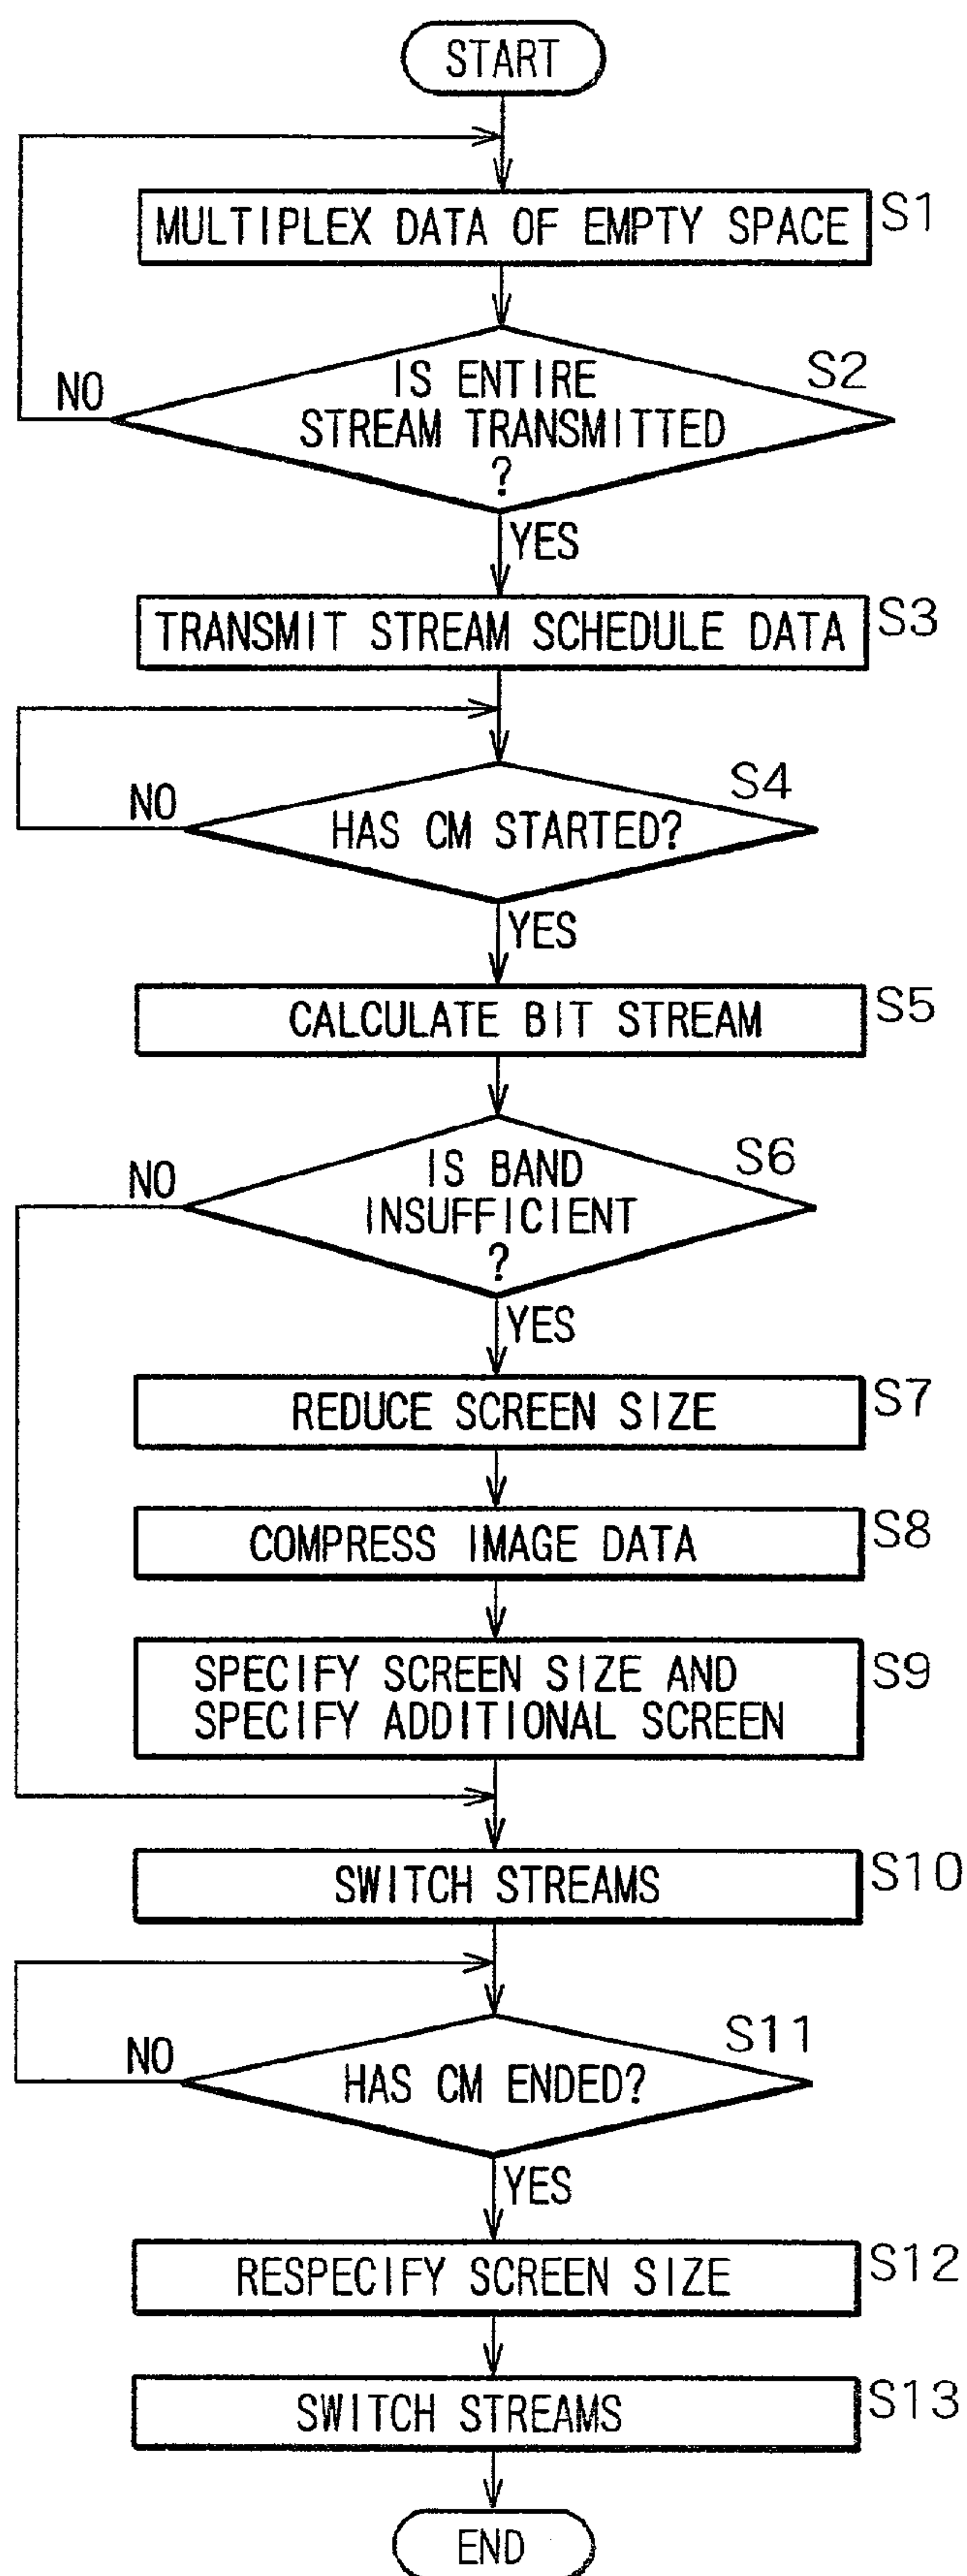 START
MULTIPLEX DATA OF EMPTY SPACE
S1
IS ENTIRE
STREAM TRANSMITTED
?
S2
NO
YES
TRANSMIT STREAM SCHEDULE DATA
S3
HAS CM STARTED?
S4
NO
YES
CALCULATE BIT STREAM
S5
IS BAND
INSUFFICIENT
?
S6
NO
YES
REDUCE SCREEN SIZE
S7
COMPRESS IMAGE DATA
S8
SPECIFY SCREEN SIZE AND
SPECIFY ADDITIONAL SCREEN
S9
SWITCH STREAMS
S10
HAS CM ENDED?
S11
NO
YES
RESPECIFY SCREEN SIZE
S12
SWITCH STREAMS
S13
END